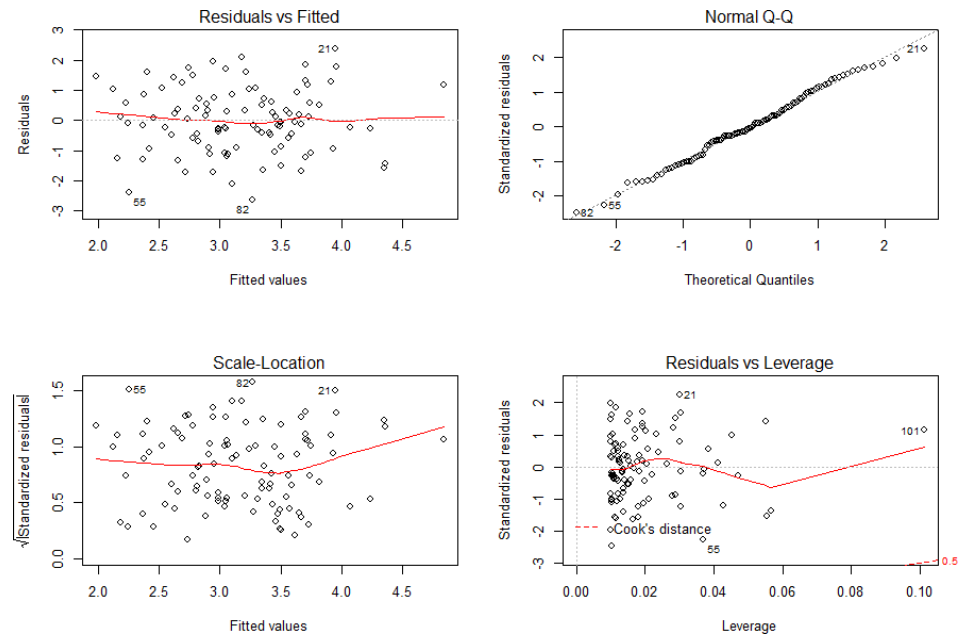 Residuals vs Fitted
Residuals
3
2
1
0
-1
-2
-3
21
55
82
2.0 2.5 3.0 3.5 4.0 4.5
Fitted values
Normal Q-Q
Standardized residuals
2
1
0
-1
-2
21
82
55
-2 -1 0 1 2
Theoretical Quantiles
Scale-Location
√|Standardized residuals|
1.5
1.0
0.5
0.0
55
82
21
2.0 2.5 3.0 3.5 4.0 4.5
Fitted values
Residuals vs Leverage
Standardized residuals
2
1
0
-1
-2
-3
21
101
Cook's distance
55
0.5
0.00 0.02 0.04 0.06 0.08 0.10
Leverage